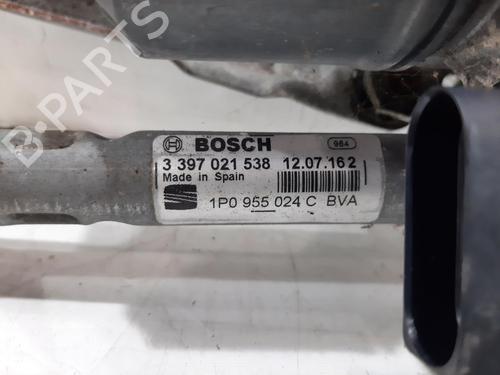 BOSCH 984
3 397 021 538 12.07.16 2
Made in Spain
1P0 955 024 C BVA
B-PARTS